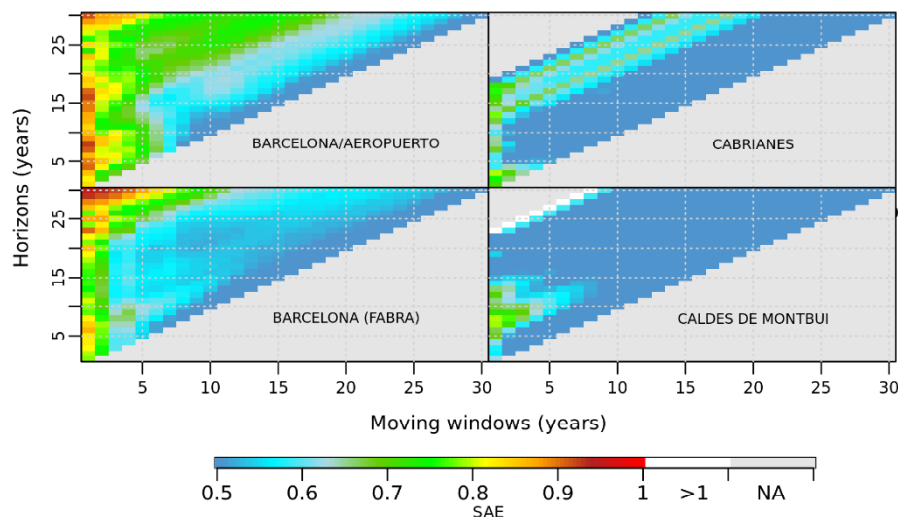 Horizons (years)
25
15
5
BARCELONA/AEROPUERTO
CABRIANES
25
15
5
BARCELONA (FABRA)
CALDES DE MONTBUI
5 10 15 20 25 30 5 10 15 20 25 30
Moving windows (years)
0.5 0.6 0.7 0.8 0.9 1 >1 NA
SAE